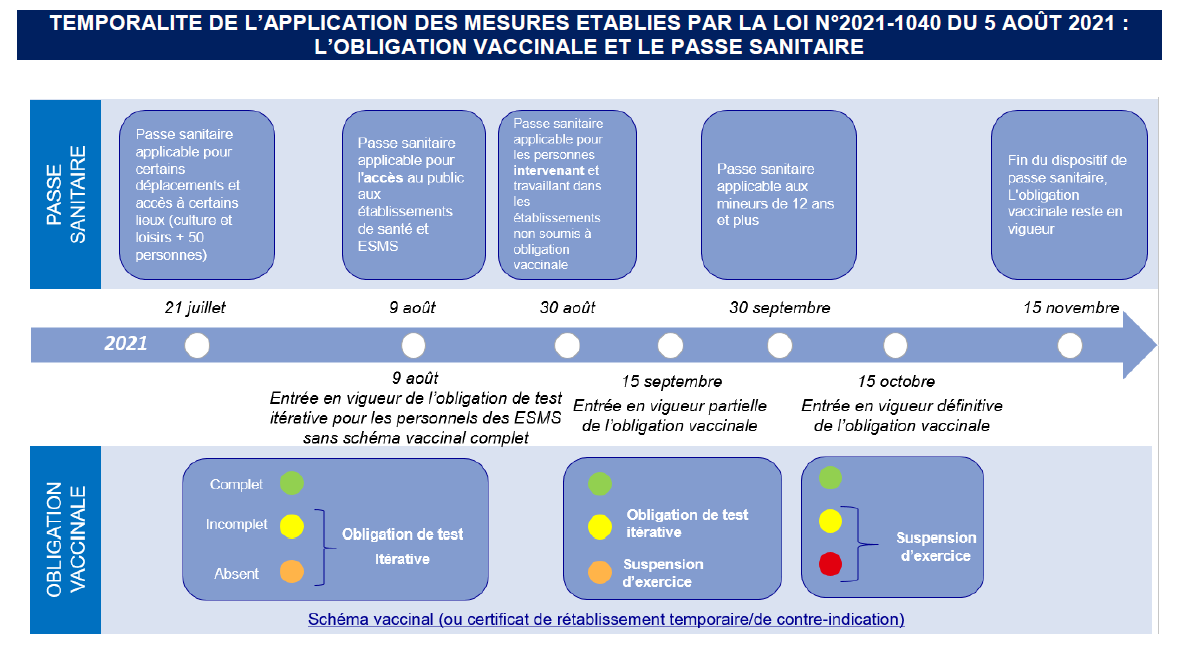 TEMPORALITE DE L’APPLICATION DES MESURES ETABLIES PAR LA LOI N°2021-1040 DU 5 AOÛT 2021 :
L’OBLIGATION VACCINALE ET LE PASSE SANITAIRE
PASSE
SANITAIRE
Passe sanitaire
applicable pour
certains
déplacements et
accès à certains
lieux (culture et
loisirs + 50
personnes)
Passe sanitaire
applicable pour
l'accès au public
aux
établissements
de santé et
ESMS
Passe sanitaire
applicable pour
les personnes
intervenant et
travaillant dans
les
établissements
non soumis à
obligation
vaccinale
Passe sanitaire
applicable aux
mineurs de 12 ans
et plus
Fin du dispositif de
passe sanitaire,
L'obligation
vaccinale reste en
vigueur
21 juillet
9 août
30 août
30 septembre
15 novembre
2021
9 août
Entrée en vigueur de l’obligation de test
itérative pour les personnels des ESMS
sans schéma vaccinal complet
15 septembre
Entrée en vigueur partielle
de l’obligation vaccinale
15 octobre
Entrée en vigueur définitive
de l’obligation vaccinale
OBLIGATION
VACCINALE
Complet
Incomplet
Absent
Obligation de test
itérative
Obligation de test
itérative
Suspension
d’exercice
Suspension
d’exercice
Schéma vaccinal (ou certificat de rétablissement temporaire/de contre-indication)